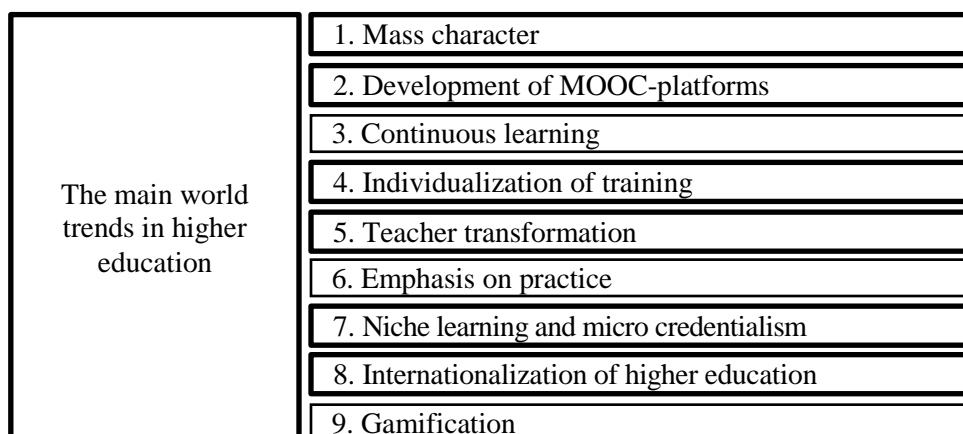 The main world
trends in higher
education
1. Mass character
2. Development of MOOC-platforms
3. Continuous learning
4. Individualization of training
5. Teacher transformation
6. Emphasis on practice
7. Niche learning and micro credentialism
8. Internationalization of higher education
9. Gamification